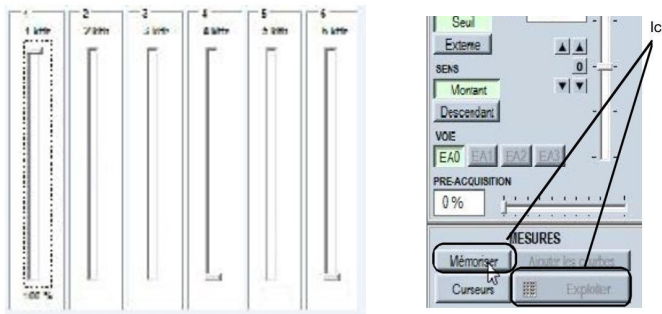 1 2 3 4 5 6
1 kHz 2 kHz 3 kHz 4 kHz 5 kHz 6 kHz
100 %
Ic
Seuil
Externe
0
SENS
Montant
Descendant
VOIE
EA0 EA1 EA2 EA3
PRE-ACQUISITION
0 %
MESURES
Mémoriser Ajouter les courbes
Curseurs Exploiter